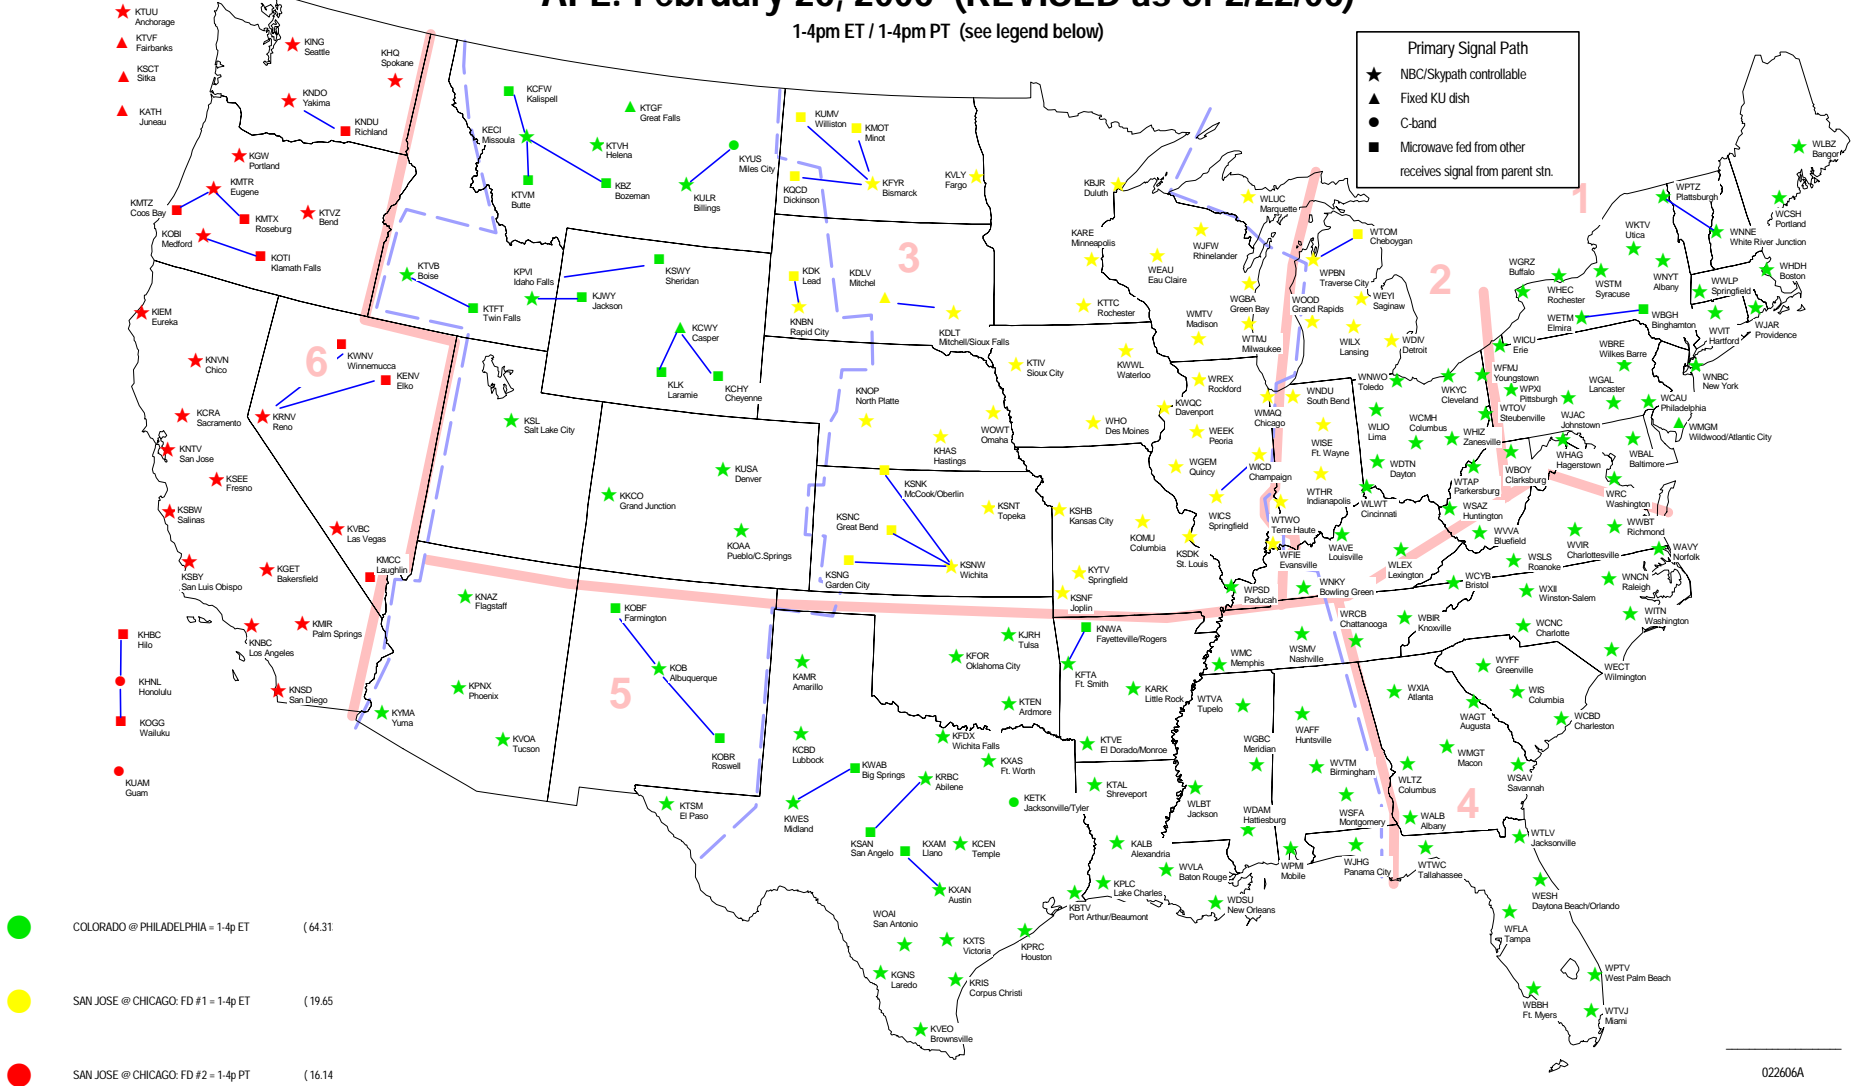 AFL: February 26, 2006 (REVISED as of 2/22/06)
1-4pm ET / 1-4pm PT (see legend below)
Primary Signal Path
NBC/Skypath controllable
Fixed KU dish
C-band
Microwave fed from other
receives signal from parent stn.
KTUU
Anchorage
KTVF
Fairbanks
KSCT
Sitka
KATH
Juneau
KING
Seattle
KHQ
Spokane
KNDO
Yakima
KNDU
Richland
KGW
Portland
KMTR
Eugene
KMTZ
Coos Bay
KMTX
Roseburg
KTVZ
Bend
KOBI
Medford
KOTI
Klamath Falls
KIEM
Eureka
KNVN
Chico
KCRA
Sacramento
KNTV
San Jose
KSEE
Fresno
KSBW
Salinas
KSBY
San Luis Obispo
KGET
Bakersfield
KNBC
Los Angeles
KMIR
Palm Springs
KNSD
San Diego
6
KWNV
Winnemucca
KENV
Elko
KRNV
Reno
KVBC
Las Vegas
KMCC
Laughlin
KHBC
Hilo
KHNL
Honolulu
KOGG
Wailuku
KUAM
Guam
KCFW
Kalispell
KECI
Missoula
KTGF
Great Falls
KTVH
Helena
KTVM
Butte
KBZ
Bozeman
KYUS
Miles City
KULR
Billings
KTVB
Boise
KTFT
Twin Falls
KPVI
Idaho Falls
KSWY
Sheridan
KJWY
Jackson
KCWY
Casper
KLK
Laramie
KCHY
Cheyenne
KSL
Salt Lake City
KUSA
Denver
KKCO
Grand Junction
KOAA
Pueblo/C.Springs
KNAZ
Flagstaff
KPNX
Phoenix
KYMA
Yuma
KVOA
Tucson
KOBF
Farmington
KOB
Albuquerque
KOBR
Roswell
5
KUMV
Williston
KMOT
Minot
KQCD
Dickinson
KFYR
Bismarck
KVLY
Fargo
KDK
Lead
KNBN
Rapid City
KDLV
Mitchel
KDLT
Mitchell/Sioux Falls
3
KNOP
North Platte
KHAS
Hastings
WOWT
Omaha
KSNK
McCook/Oberlin
KSNC
Great Bend
KSNG
Garden City
KSNW
Wichita
KSNT
Topeka
KBJR
Duluth
KARE
Minneapolis
KTTC
Rochester
KTIV
Sioux City
KWWL
Waterloo
WHO
Des Moines
KWQC
Davenport
KSHB
Kansas City
KOMU
Columbia
KSDK
St. Louis
KYTV
Springfield
KSNF
Joplin
WLUC
Marquette
WJFW
Rhinelander
WEAU
Eau Claire
WGBA
Green Bay
WMTV
Madison
WTMJ
Milwaukee
WREX
Rockford
WMAQ
Chicago
WEEK
Peoria
WGEM
Quincy
WICD
Champaign
WICS
Springfield
WTOM
Cheboygan
WPBN
Traverse City
WOOD
Grand Rapids
WEYI
Saginaw
WILX
Lansing
WDIV
Detroit
2
WNDU
South Bend
WISE
Ft. Wayne
WTHR
Indianapolis
WTWO
Terre Haute
WFIE
Evansville
WNWO
Toledo
WLIO
Lima
WCMH
Columbus
WKYC
Cleveland
WFMJ
Youngstown
WHIZ
Zanesville
WTOV
Steubenville
WDTN
Dayton
WLWT
Cincinnati
WAVE
Louisville
WLEX
Lexington
WNKY
Bowling Green
WPSD
Paducah
WTAP
Parkersburg
WBOY
Clarksburg
WSAZ
Huntington
WVVA
Bluefield
WICU
Erie
WPXI
Pittsburgh
WJAC
Johnstown
WGAL
Lancaster
WBRE
Wilkes Barre
WCAU
Philadelphia
WMGM
Wildwood/Atlantic City
WHAG
Hagerstown
WBAL
Baltimore
WRC
Washington
WGRZ
Buffalo
WHEC
Rochester
WSTM
Syracuse
WETM
Elmira
WBGH
Binghamton
WKTV
Utica
WNYT
Albany
WNBC
New York
WPTZ
Plattsburgh
WNNE
White River Junction
WLBZ
Bangor
WCSH
Portland
WHDH
Boston
WWLP
Springfield
WVIT
Hartford
WJAR
Providence
1
WWBT
Richmond
WVIR
Charlottesville
WAVY
Norfolk
WSLS
Roanoke
WCYB
Bristol
WXII
Winston-Salem
WNCN
Raleigh
WITN
Washington
WCNC
Charlotte
WECT
Wilmington
WBIR
Knoxville
WRCB
Chattanooga
WSMV
Nashville
WMC
Memphis
WYFF
Greenville
WIS
Columbia
WCBD
Charleston
WXIA
Atlanta
WAGT
Augusta
WMGT
Macon
WSAV
Savannah
WLTZ
Columbus
WALB
Albany
4
WTLV
Jacksonville
WTWC
Tallahassee
WJHG
Panama City
WESH
Daytona Beach/Orlando
WFLA
Tampa
WPTV
West Palm Beach
WBBH
Ft. Myers
WTVJ
Miami
WTVA
Tupelo
WGBC
Meridian
WLBT
Jackson
WDAM
Hattiesburg
WAFF
Huntsville
WVTM
Birmingham
WSFA
Montgomery
WPMI
Mobile
KNWA
Fayetteville/Rogers
KFTA
Ft. Smith
KARK
Little Rock
KTVE
El Dorado/Monroe
KTAL
Shreveport
KALB
Alexandria
WVLA
Baton Rouge
KPLC
Lake Charles
WDSU
New Orleans
KJRH
Tulsa
KFOR
Oklahoma City
KTEN
Ardmore
KAMR
Amarillo
KCBD
Lubbock
KFDX
Wichita Falls
KXAS
Ft. Worth
KWAB
Big Springs
KRBC
Abilene
KETK
Jacksonville/Tyler
KWES
Midland
KTSM
El Paso
KSAN
San Angelo
KXAM
Llano
KCEN
Temple
KXAN
Austin
KBTV
Port Arthur/Beaumont
WOAI
San Antonio
KXTS
Victoria
KPRC
Houston
KGNS
Laredo
KRIS
Corpus Christi
KVEO
Brownsville
COLORADO @ PHILADELPHIA = 1-4p ET ( 64.31
SAN JOSE @ CHICAGO: FD #1 = 1-4p ET ( 19.65
SAN JOSE @ CHICAGO: FD #2 = 1-4p PT ( 16.14
022606A